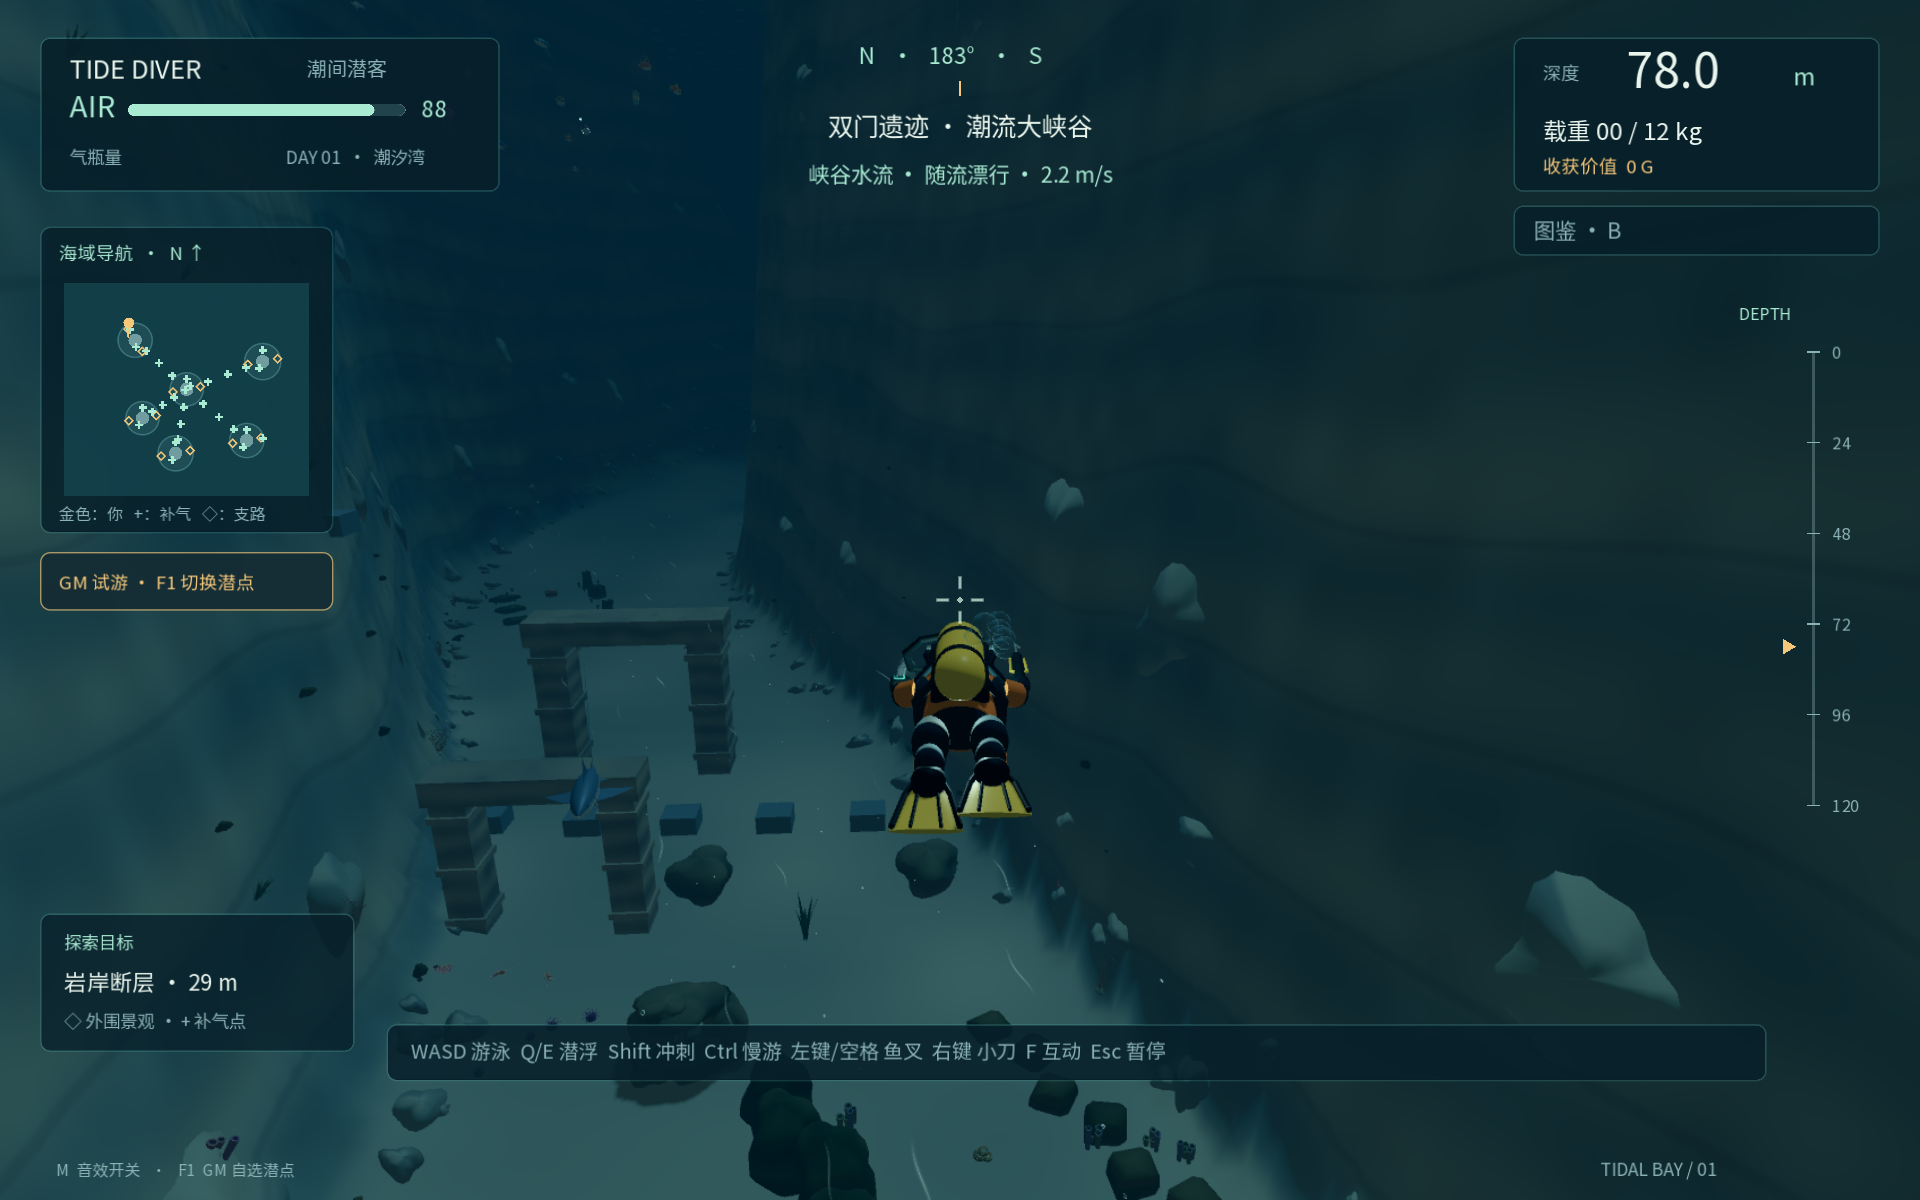 TIDE DIVER 潮间潜客
AIR 88
气瓶量 DAY 01 · 潮汐湾
N · 183° · S
双门遗迹 · 潮流大峡谷
峡谷水流 · 随流漂行 · 2.2 m/s
深度 78.0 m
载重 00 / 12 kg
收获价值 0 G
图鉴 · B
海域导航 · N ↑
金色：你 +：补气 ◇：支路
GM 试游 · F1 切换潜点
DEPTH
0
24
48
72
96
120
探索目标
岩岸断层 · 29 m
◇ 外围景观 · + 补气点
WASD 游泳 Q/E 潜浮 Shift 冲刺 Ctrl 慢游 左键/空格 鱼叉 右键 小刀 F 互动 Esc 暂停
M 音效开关 · F1 GM 自选潜点
TIDAL BAY / 01